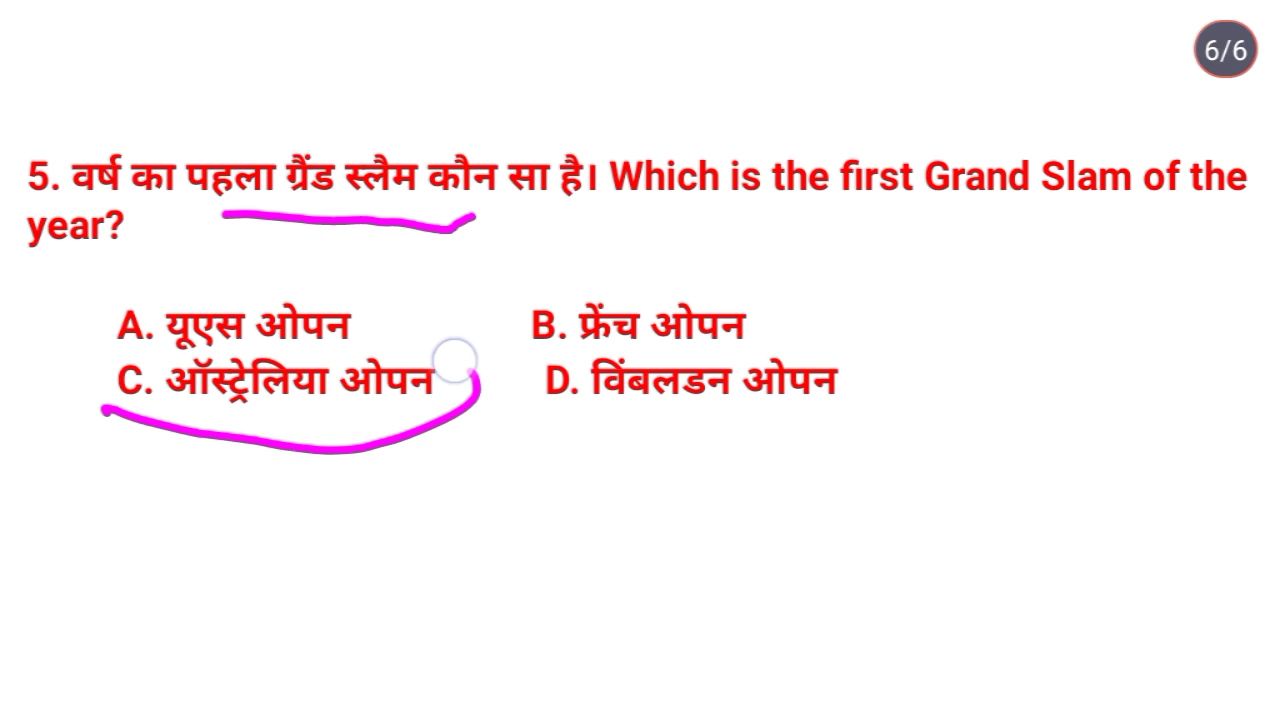 6/6
5. वर्ष का पहला ग्रैंड स्लैम कौन सा है। Which is the first Grand Slam of the
year?
A. यूएस ओपन B. फ्रेंच ओपन
C. ऑस्ट्रेलिया ओपन D. विंबलडन ओपन